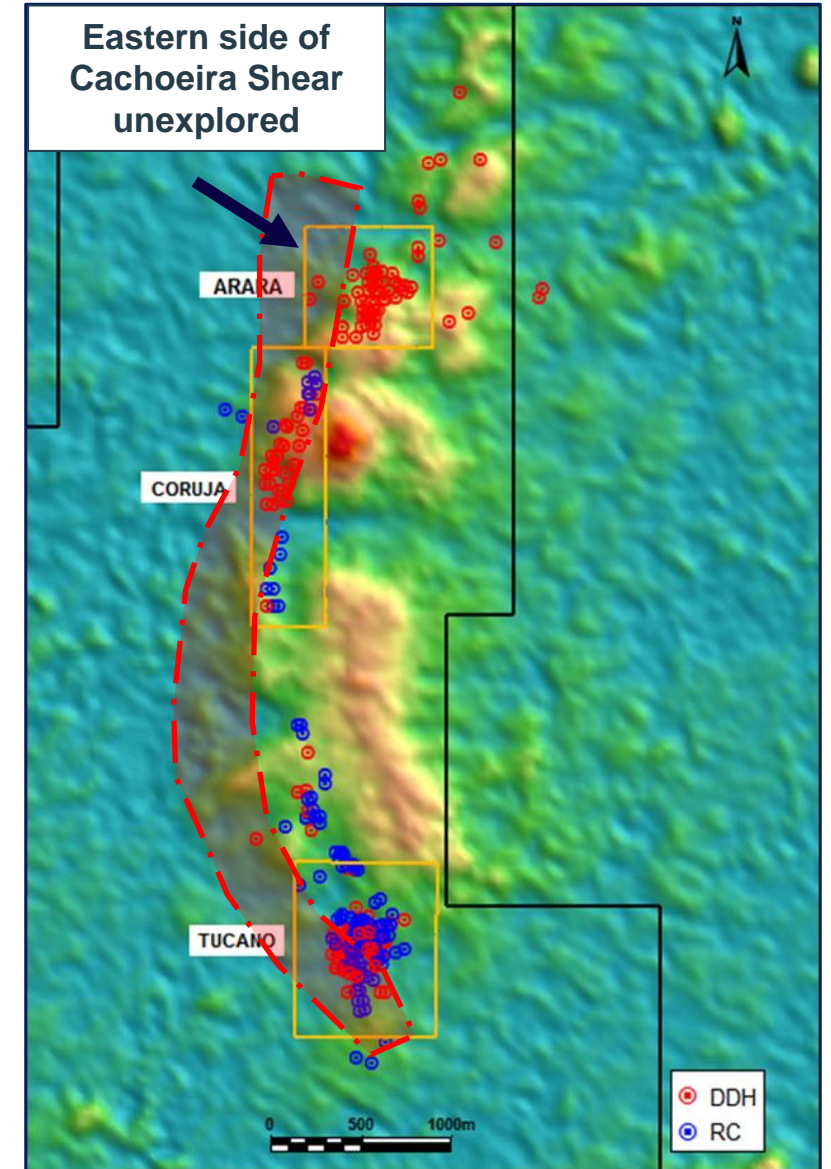 Eastern side of
Cachoeira Shear
unexplored
N
ARARA
CORUJA
TUCANO
0 500 1000m
DDH
RC